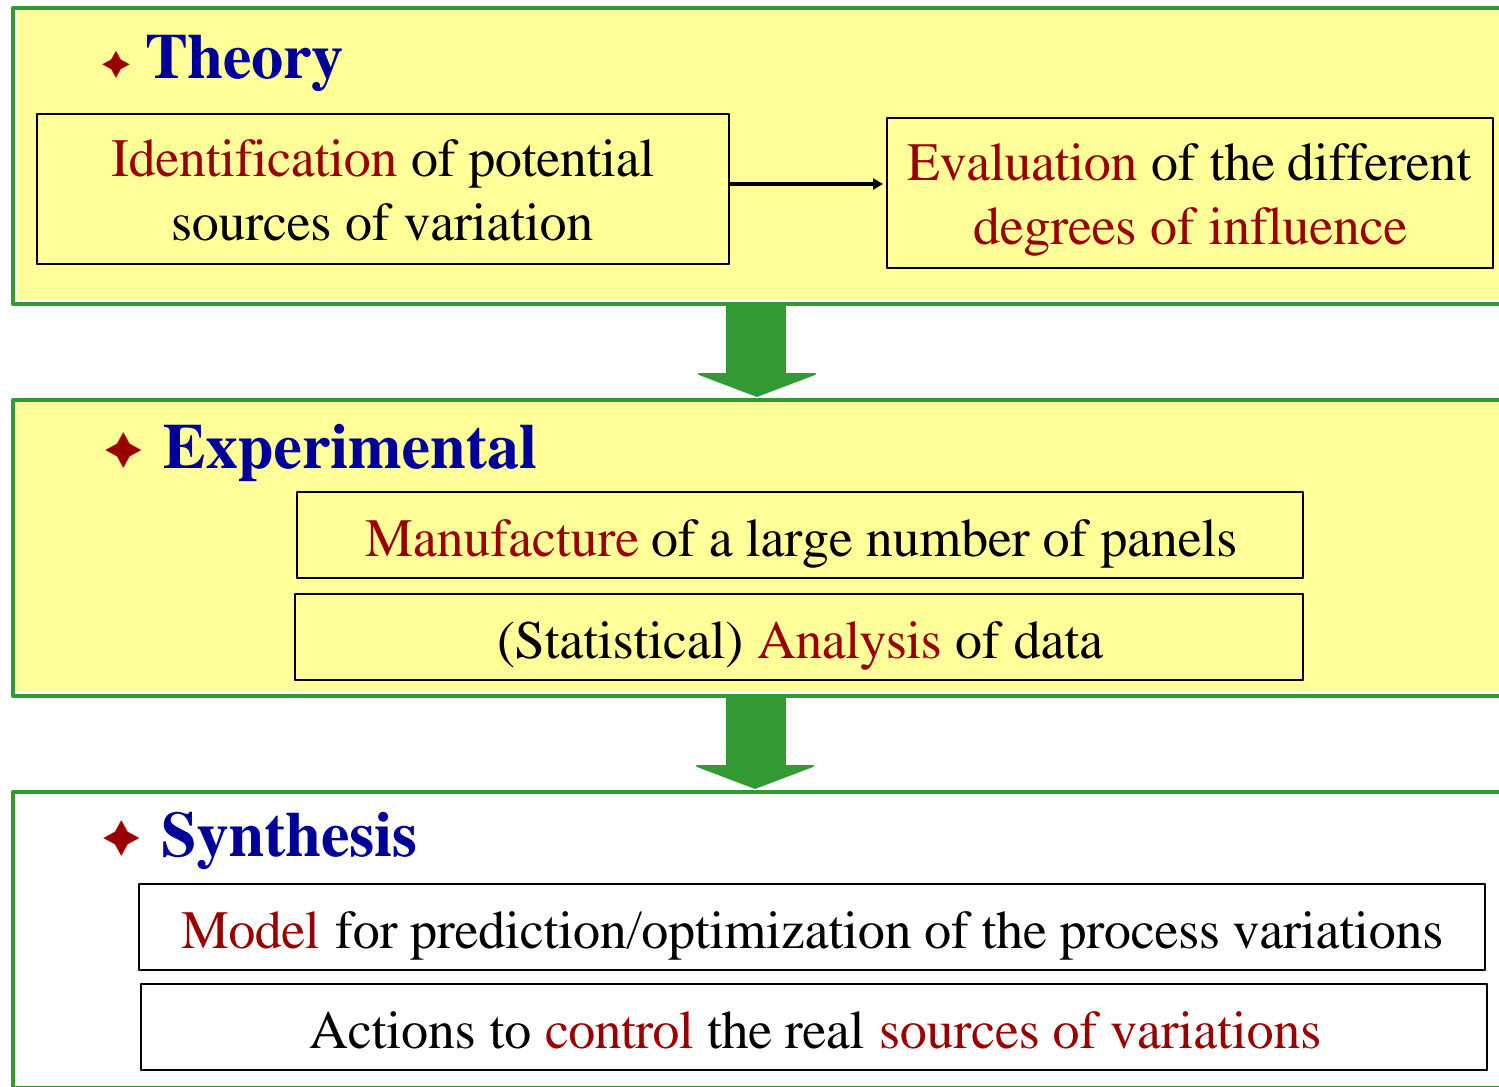 Theory
Identification of potential
sources of variation
Evaluation of the different
degrees of influence
Experimental
Manufacture of a large number of panels
(Statistical) Analysis of data
Synthesis
Model for prediction/optimization of the process variations
Actions to control the real sources of variations